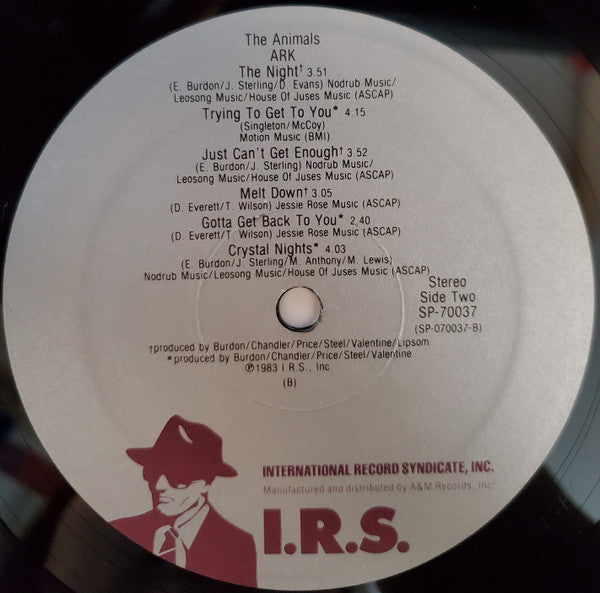 The Animals
ARK
The Night† 3.51
(E. Burdon/J. Sterling/D. Evans) Nodrub Music/
Leosong Music/House Of Juses Music (ASCAP)
Trying To Get To You* 4.15
(Singleton/McCoy)
Motion Music (BMI)
Just Can't Get Enough† 3.52
(E. Burdon/J. Sterling) Nodrub Music/
Leosong Music/House Of Juses Music (ASCAP)
Melt Down† 3.05
(D. Everett/T. Wilson) Jessie Rose Music (ASCAP)
Gotta Get Back To You* 2,40
(D. Everett/T. Wilson) Jessie Rose Music (ASCAP)
Crystal Nights* 4.03
(E. Burdon/J. Sterling/M. Anthony/M. Lewis)
Nodrub Music/Leosong Music/House Of Juses Music (ASCAP)
Stereo
Side Two
SP-70037
(SP-070037-B)
†produced by Burdon/Chandler/Price/Steel/Valentine/Lipsom
*produced by Burdon/Chandler/Price/Steel/Valentine
℗1983 I.R.S., Inc.
(B)
INTERNATIONAL RECORD SYNDICATE, INC.
Manufactured and distributed by A&M Records, Inc.
I.R.S.